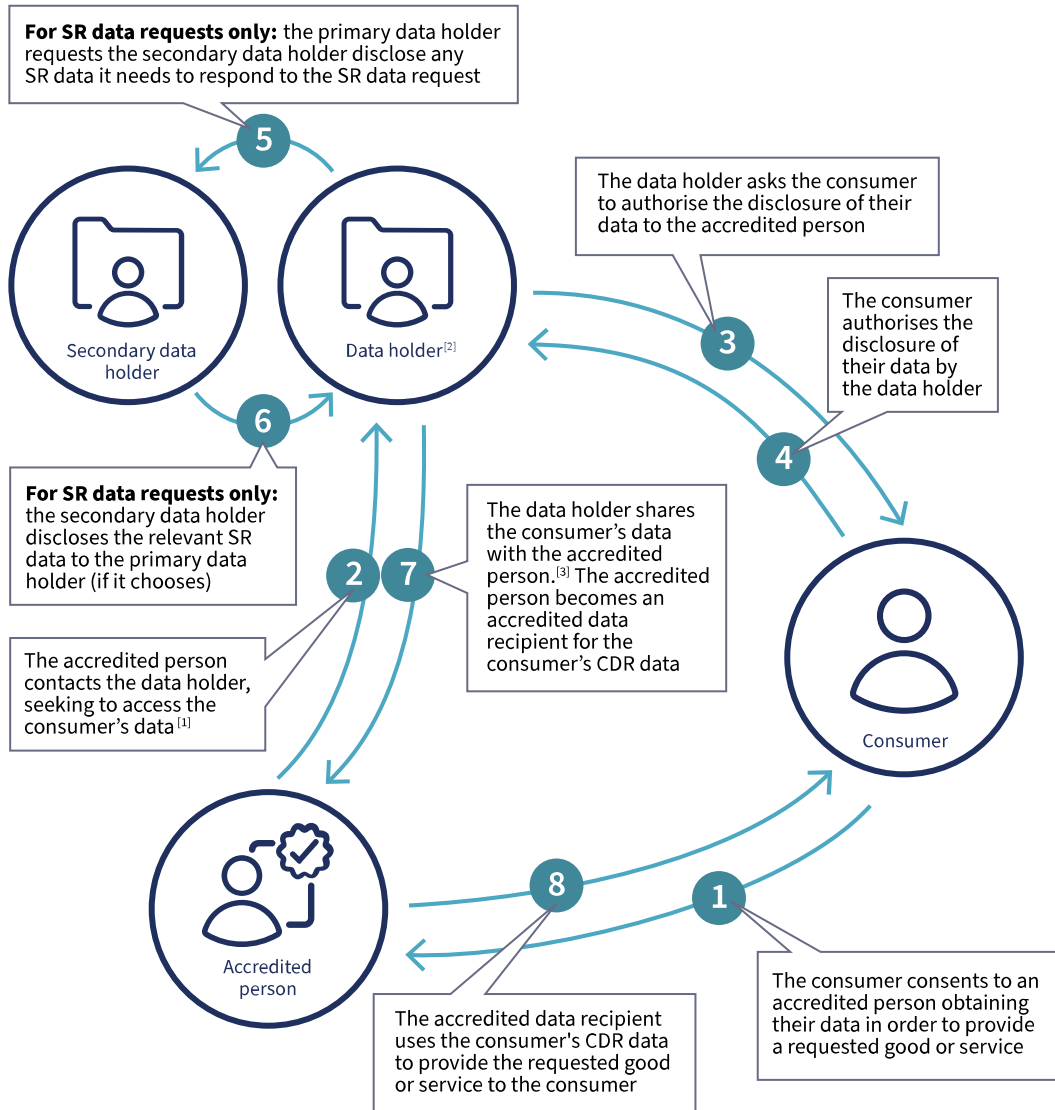 For SR data requests only: the primary data holder
requests the secondary data holder disclose any
SR data it needs to respond to the SR data request
5
The data holder asks the consumer
to authorise the disclosure of their
data to the accredited person
The consumer
authorises the
disclosure of
their data by
the data holder
3
Secondary data
holder
Data holder[2]
6
4
For SR data requests only:
the secondary data holder
discloses the relevant SR
data to the primary data
holder (if it chooses)
The data holder shares
the consumer’s data
with the accredited
person.[3] The accredited
person becomes an
accredited data
recipient for the
consumer’s CDR data
2
7
The accredited person
contacts the data holder,
seeking to access the
consumer’s data [1]
Consumer
8
1
Accredited
person
The consumer consents to an
accredited person obtaining
their data in order to provide
a requested good or service
The accredited data recipient
uses the consumer's CDR data
to provide the requested good
or service to the consumer